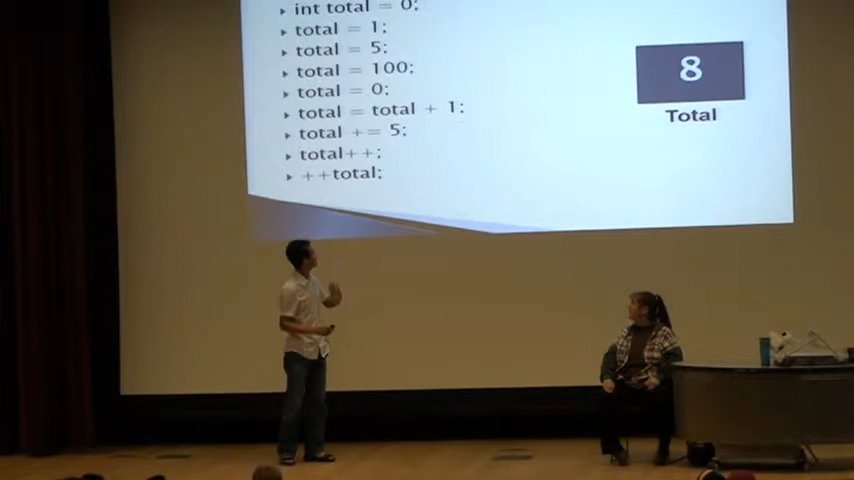 int total = 0;
total = 1;
total = 5;
total = 100;
total = 0;
total = total + 1;
total += 5;
total++;
++total;
8
Total